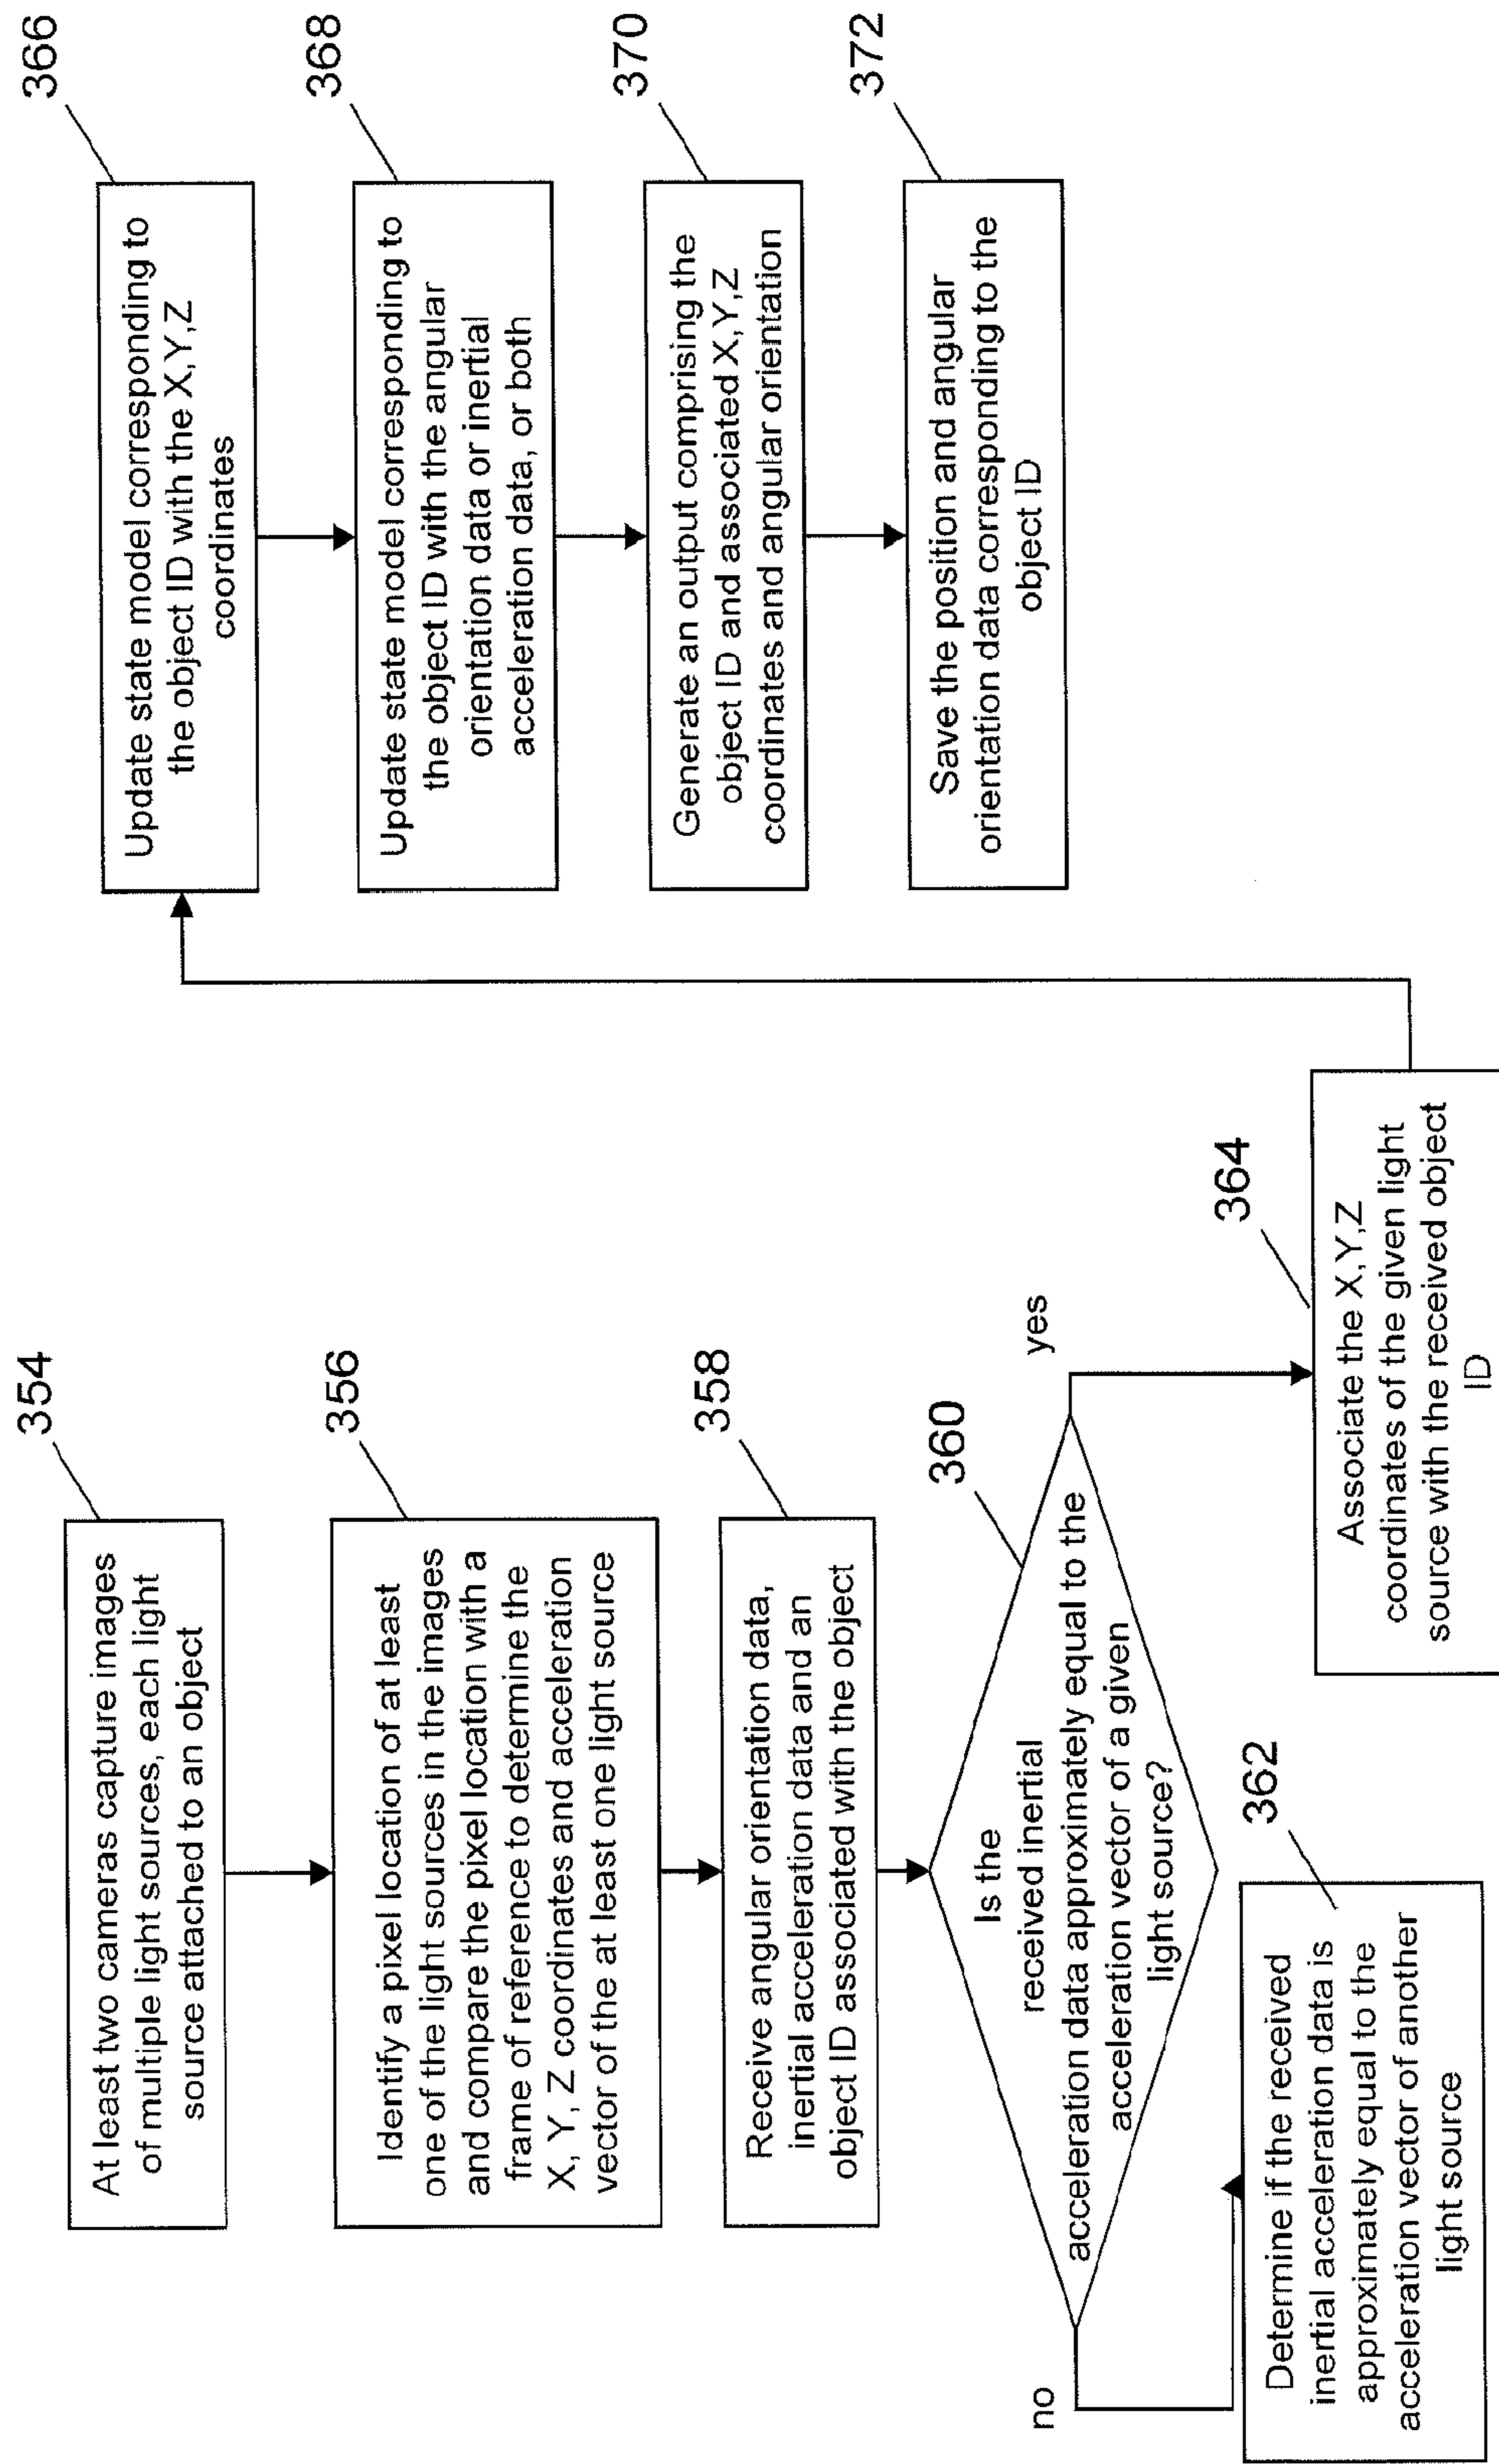 354
At least two cameras capture images
of multiple light sources, each light
source attached to an object
356
Identify a pixel location of at least
one of the light sources in the images
and compare the pixel location with a
frame of reference to determine the
X, Y, Z coordinates and acceleration
vector of the at least one light source
358
Receive angular orientation data,
inertial acceleration data and an
object ID associated with the object
360
Is the
received inertial
acceleration data approximately equal to the
acceleration vector of a given
light source?
no
yes
362
Determine if the received
inertial acceleration data is
approximately equal to the
acceleration vector of another
light source
364
Associate the X,Y,Z
coordinates of the given light
source with the received object
ID
366
Update state model corresponding to
the object ID with the X,Y,Z
coordinates
368
Update state model corresponding to
the object ID with the angular
orientation data or inertial
acceleration data, or both
370
Generate an output comprising the
object ID and associated X,Y,Z
coordinates and angular orientation
372
Save the position and angular
orientation data corresponding to the
object ID